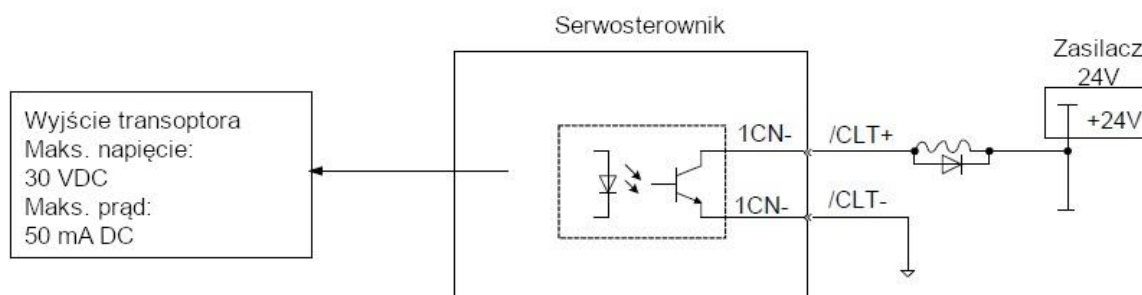 Serwosterownik
Zasilacz
24V
+24V
Wyjście transoptora
Maks. napięcie:
30 VDC
Maks. prąd:
50 mA DC
1CN-
/CLT+
1CN-
/CLT-